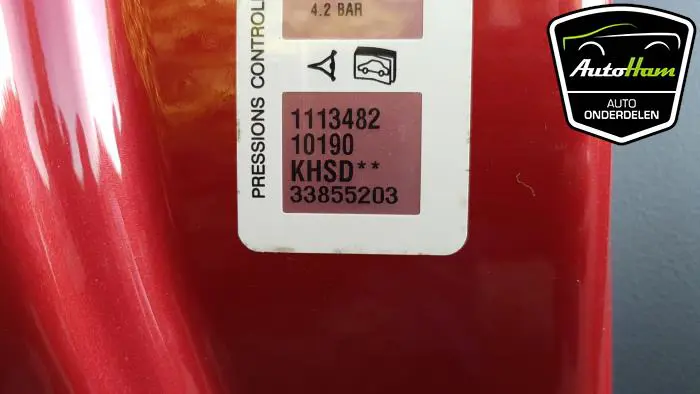 4.2 BAR
PRESSIONS CONTROL
1113482
10190
KHSD**
33855203
AutoHam
AUTO
ONDERDELEN